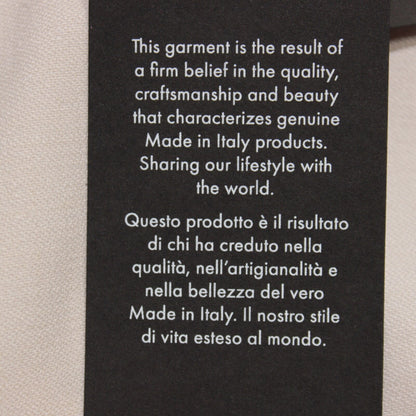 This garment is the result of
a firm belief in the quality,
craftsmanship and beauty
that characterizes genuine
Made in Italy products.
Sharing our lifestyle with
the world.
Questo prodotto è il risultato
di chi ha creduto nella
qualità, nell'artigianalità e
nella bellezza del vero
Made in Italy. Il nostro stile
di vita esteso al mondo.